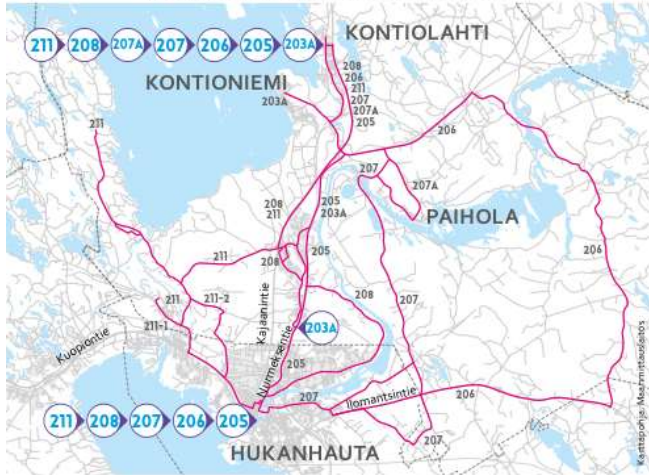 211 208 207A 207 206 205 203A
KONTIOLAHTI
KONTIONIEMI
203A
208
206
211
207
207A
205
211
206
207
207A
PAIHOLA
208
211
205
203A
211
208
205
206
207
208
211
211-2
211-1
Kajaanintie
Nurmeksentie
203A
Kuopiontie
205
207
Ilomantsintie
206
207
211 208 207 206 205
HUKANHAUTA
Karttapohja: Maanmittauslaitos